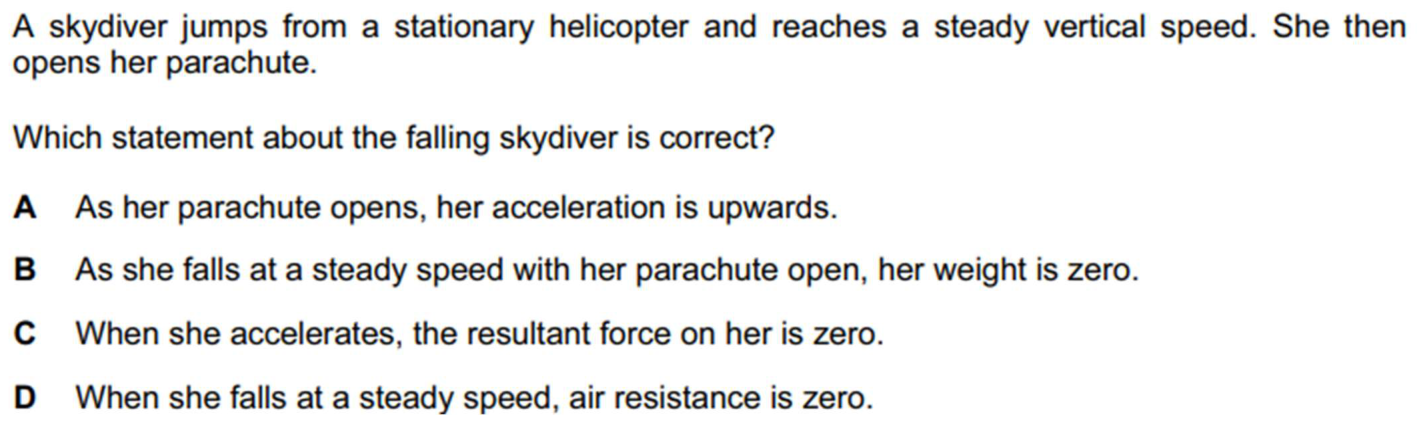 A skydiver jumps from a stationary helicopter and reaches a steady vertical speed. She then
opens her parachute.
Which statement about the falling skydiver is correct?
A As her parachute opens, her acceleration is upwards.
B As she falls at a steady speed with her parachute open, her weight is zero.
C When she accelerates, the resultant force on her is zero.
D When she falls at a steady speed, air resistance is zero.